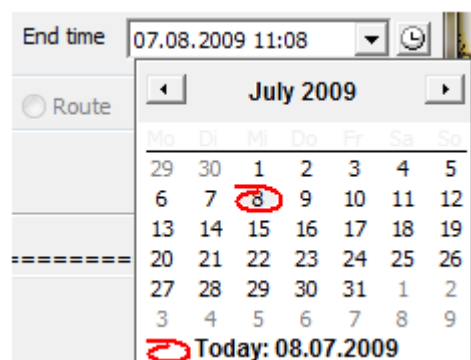 End time 07.08.2009 11:08
Route
July 2009
Mo Di Mi Do Fr Sa So
29 30 1 2 3 4 5
6 7 8 9 10 11 12
13 14 15 16 17 18 19
======== 20 21 22 23 24 25 26
27 28 29 30 31 1 2
3 4 5 6 7 8 9
Today: 08.07.2009